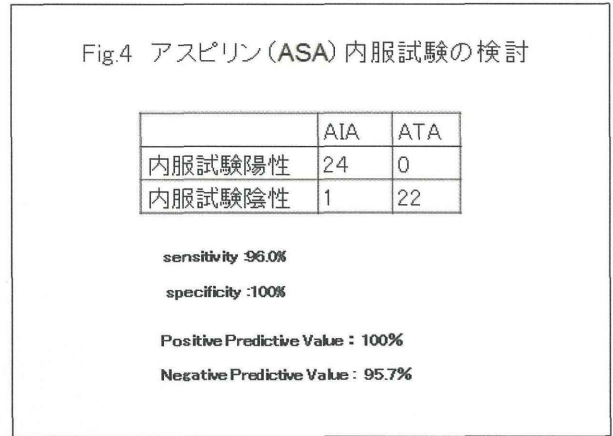 Fig.4 アスピリン(ASA)内服試験の検討
AIA ATA
内服試験陽性 24 0
内服試験陰性 1 22
sensitivity :96.0%
specificity :100%
Positive Predictive Value : 100%
Negative Predictive Value : 95.7%